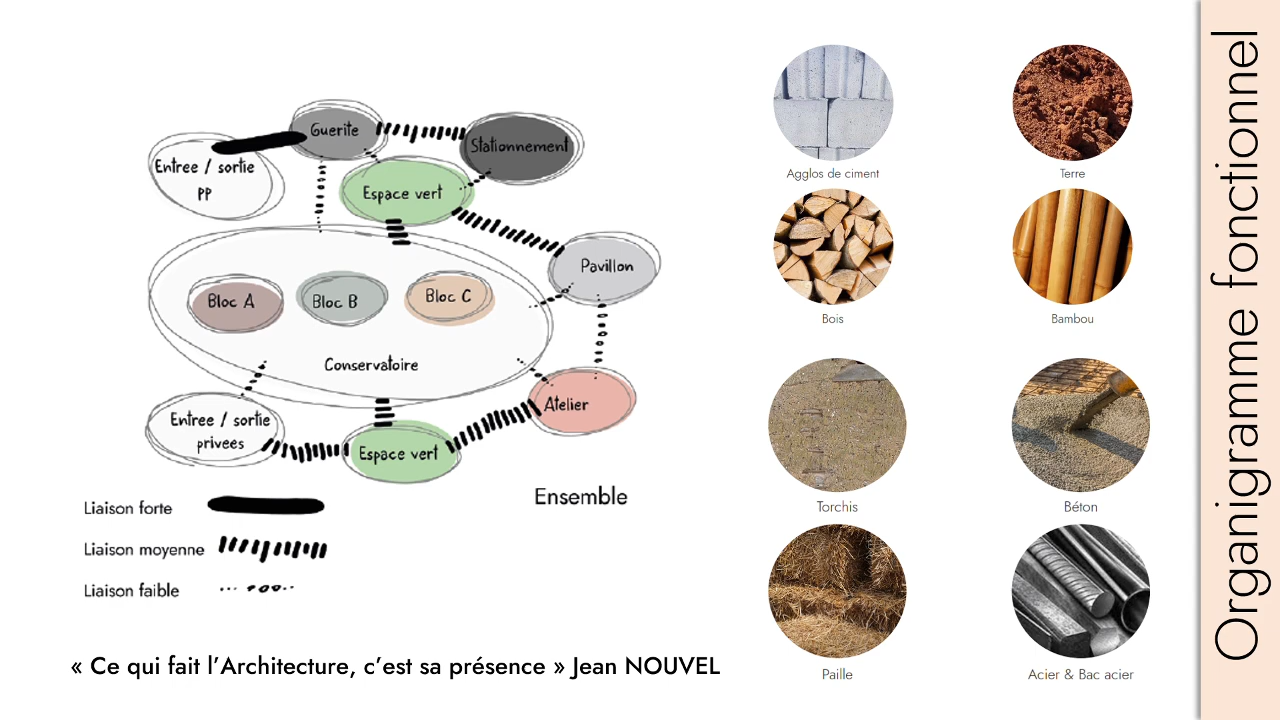 Guerite
Stationnement
Entree / sortie
PP
Espace vert
Pavillon
Bloc A
Bloc B
Bloc C
Conservatoire
Atelier
Entree / sortie
privees
Espace vert
Ensemble
Liaison forte
Liaison moyenne
Liaison faible
« Ce qui fait l’Architecture, c’est sa présence » Jean NOUVEL
Agglos de ciment
Terre
Bois
Bambou
Torchis
Béton
Paille
Acier & Bac acier
Organigramme fonctionnel